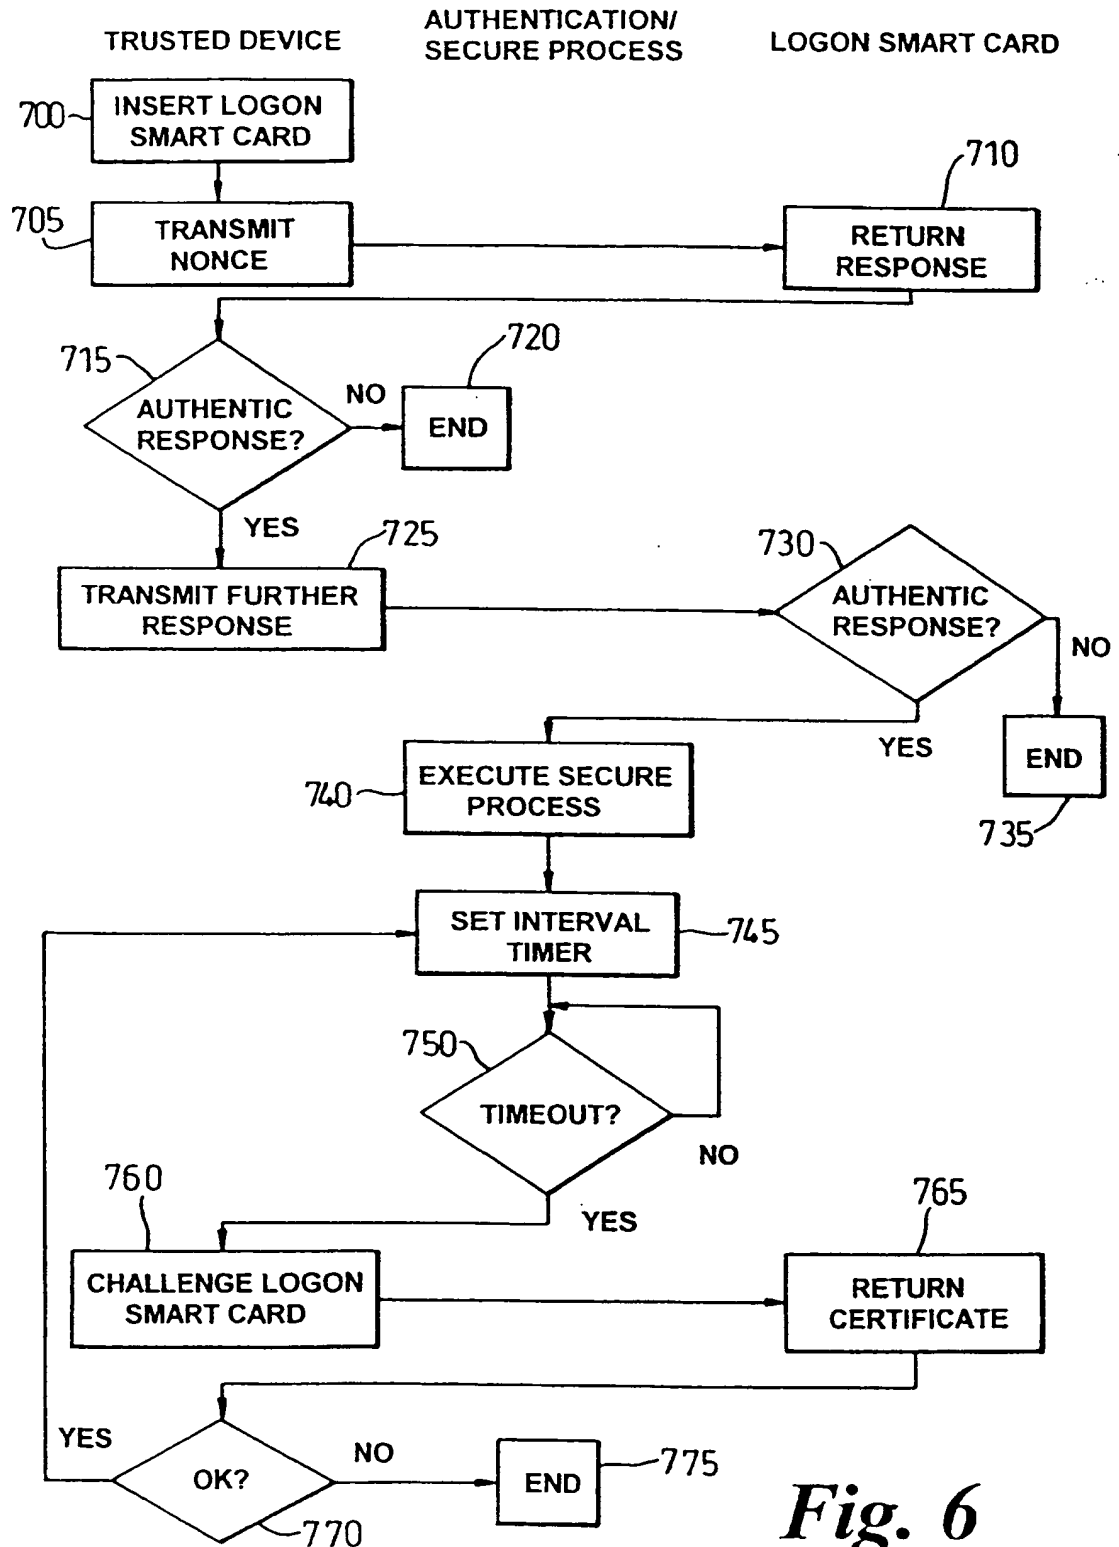 TRUSTED DEVICE
AUTHENTICATION/
SECURE PROCESS
LOGON SMART CARD
700
INSERT LOGON
SMART CARD
705
TRANSMIT
NONCE
710
RETURN
RESPONSE
715
AUTHENTIC
RESPONSE?
NO
720
END
YES
725
TRANSMIT FURTHER
RESPONSE
730
AUTHENTIC
RESPONSE?
NO
YES
END
735
740
EXECUTE SECURE
PROCESS
SET INTERVAL
TIMER
745
750
TIMEOUT?
NO
YES
760
CHALLENGE LOGON
SMART CARD
765
RETURN
CERTIFICATE
YES
OK?
770
NO
END
775
Fig. 6